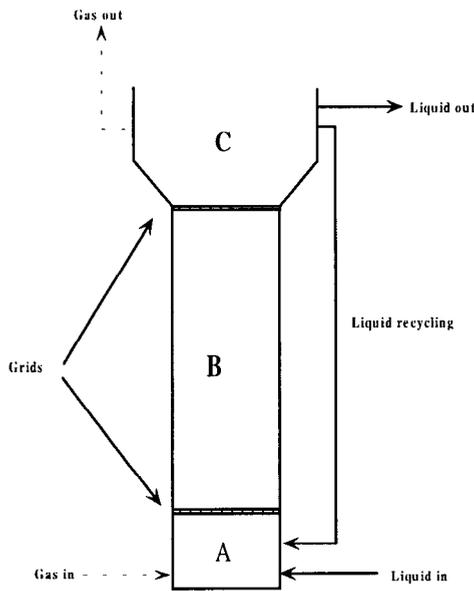 Gas out
Liquid out
C
Liquid recycling
Grids
B
A
Gas in
Liquid in